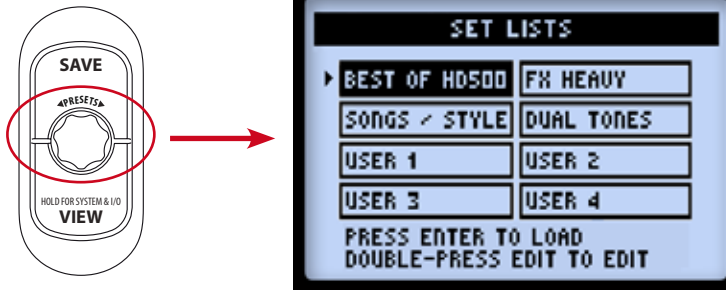 SAVE
◂PRESETS▸
HOLD FOR SYSTEM & I/O
VIEW
SET LISTS
BEST OF HD500 FX HEAVY
SONGS / STYLE DUAL TONES
USER 1 USER 2
USER 3 USER 4
PRESS ENTER TO LOAD
DOUBLE-PRESS EDIT TO EDIT